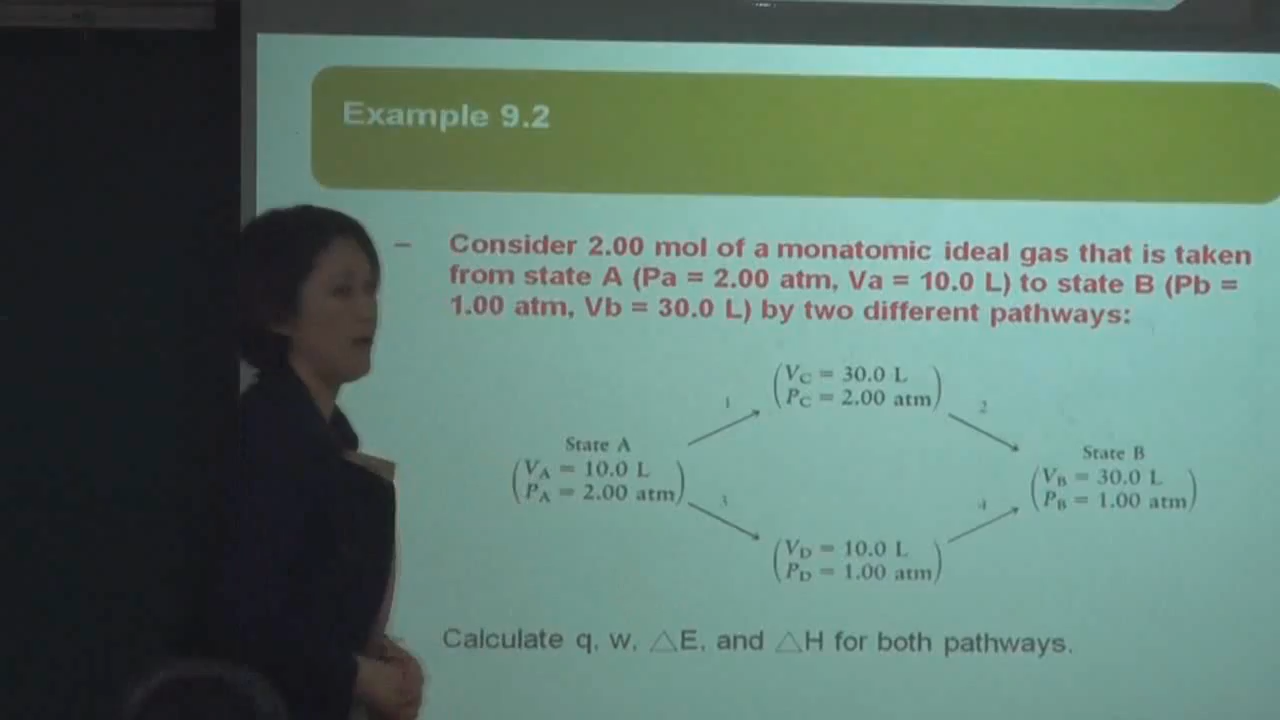 Example 9.2
– Consider 2.00 mol of a monatomic ideal gas that is taken
from state A (Pa = 2.00 atm, Va = 10.0 L) to state B (Pb =
1.00 atm, Vb = 30.0 L) by two different pathways:
VC = 30.0 L
PC = 2.00 atm
1
2
State A
VA = 10.0 L
PA = 2.00 atm
State B
VB = 30.0 L
PB = 1.00 atm
3
4
VD = 10.0 L
PD = 1.00 atm
Calculate q, w, △E, and △H for both pathways.